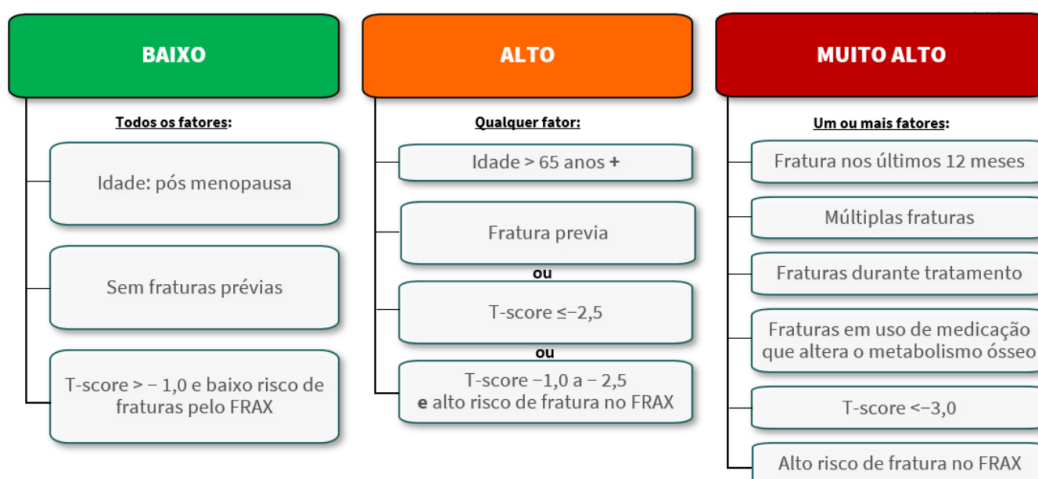 BAIXO
Todos os fatores:
Idade: pós menopausa
Sem fraturas prévias
T-score > − 1,0 e baixo risco de
fraturas pelo FRAX
ALTO
Qualquer fator:
Idade > 65 anos +
Fratura previa
ou
T-score ≤−2,5
ou
T-score −1,0 a − 2,5
e alto risco de fratura no FRAX
MUITO ALTO
Um ou mais fatores:
Fratura nos últimos 12 meses
Múltiplas fraturas
Fraturas durante tratamento
Fraturas em uso de medicação
que altera o metabolismo ósseo
T-score <−3,0
Alto risco de fratura no FRAX